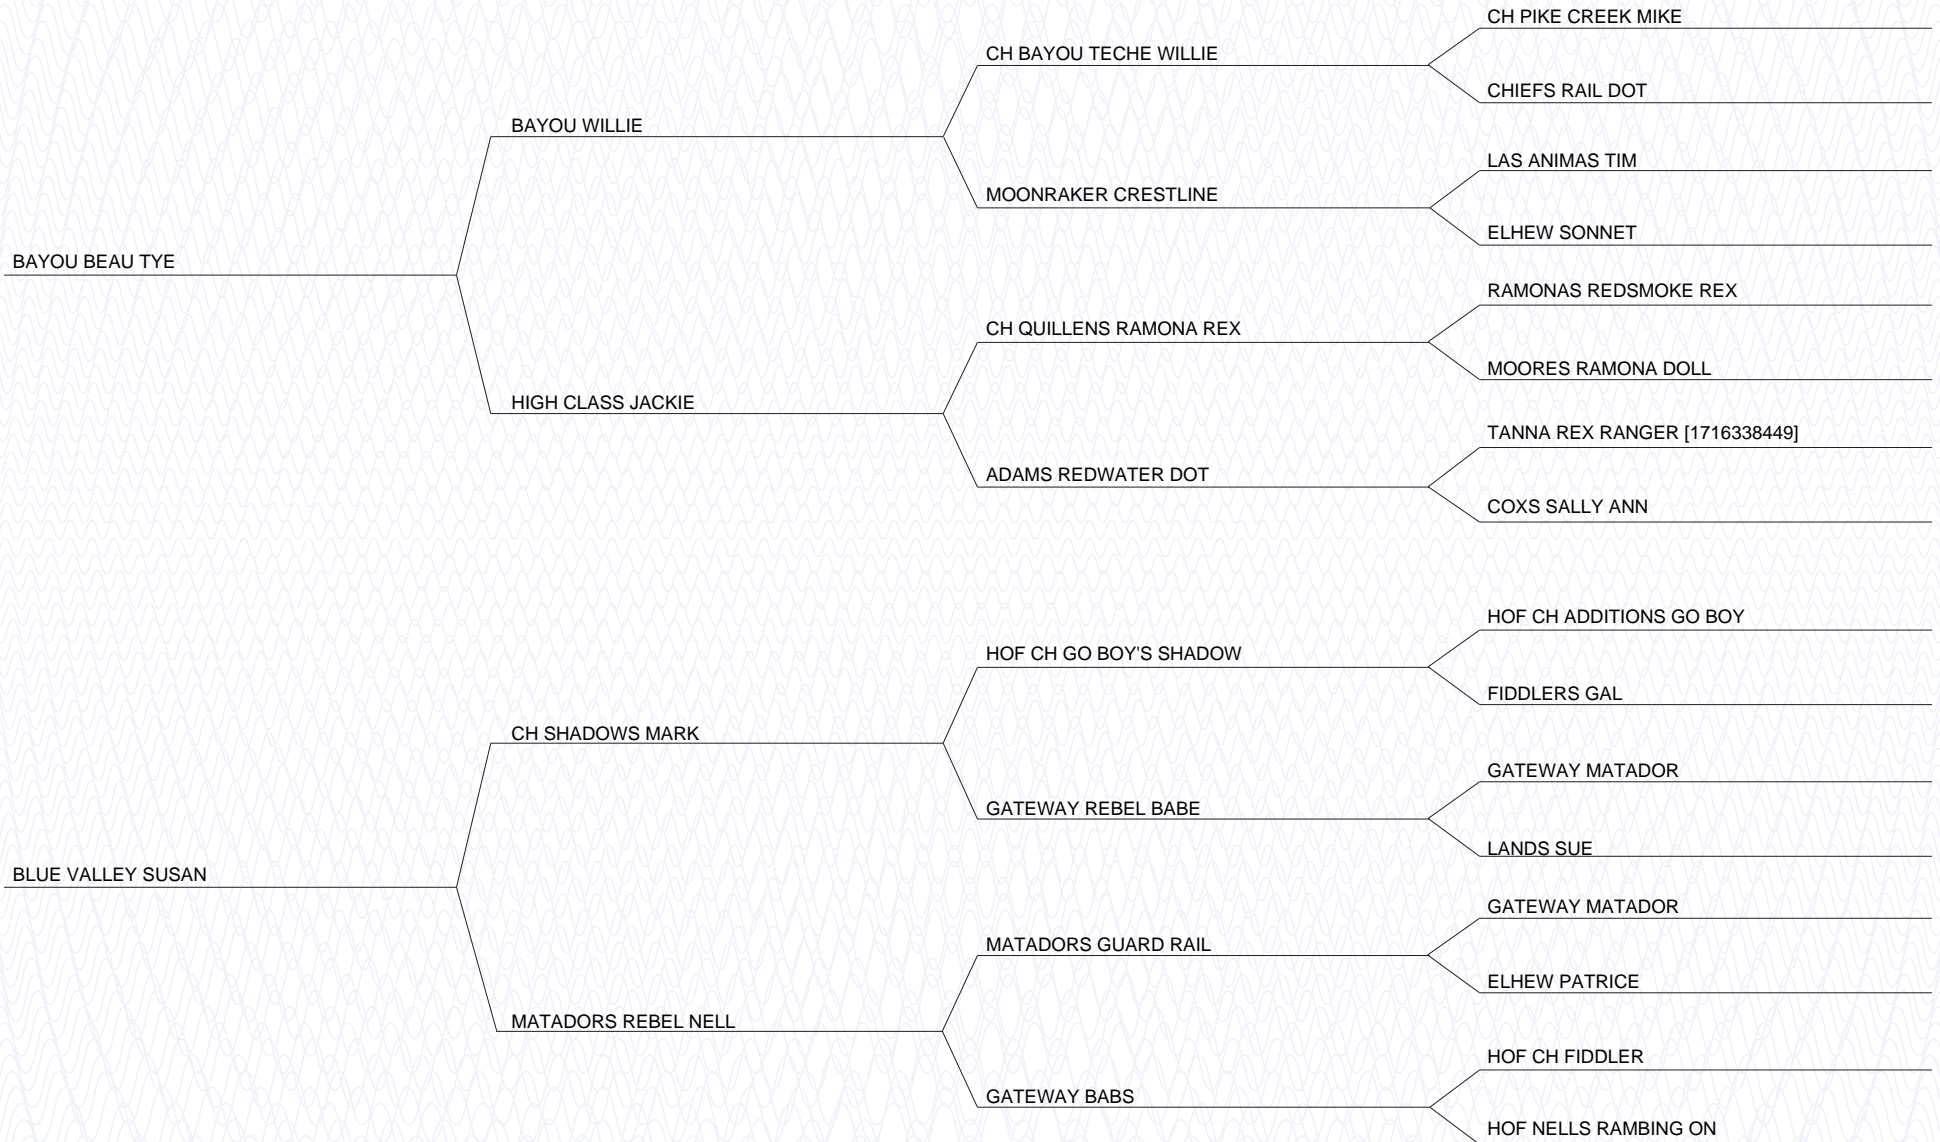 CH PIKE CREEK MIKE
CH BAYOU TECHE WILLIE
CHIEFS RAIL DOT
BAYOU WILLIE
LAS ANIMAS TIM
MOONRAKER CRESTLINE
ELHEW SONNET
BAYOU BEAU TYE
RAMONAS REDSMOKE REX
CH QUILLENS RAMONA REX
MOORES RAMONA DOLL
HIGH CLASS JACKIE
TANNA REX RANGER [1716338449]
ADAMS REDWATER DOT
COXS SALLY ANN
HOF CH ADDITIONS GO BOY
HOF CH GO BOY'S SHADOW
FIDDLERS GAL
CH SHADOWS MARK
GATEWAY MATADOR
GATEWAY REBEL BABE
LANDS SUE
BLUE VALLEY SUSAN
GATEWAY MATADOR
MATADORS GUARD RAIL
ELHEW PATRICE
MATADORS REBEL NELL
HOF CH FIDDLER
GATEWAY BABS
HOF NELLS RAMBING ON